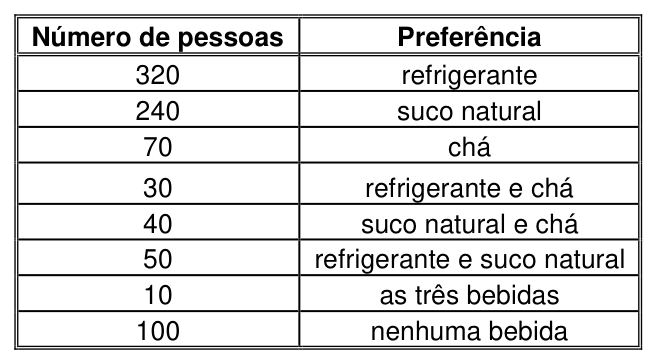 Número de pessoas Preferência
320 refrigerante
240 suco natural
70 chá
30 refrigerante e chá
40 suco natural e chá
50 refrigerante e suco natural
10 as três bebidas
100 nenhuma bebida